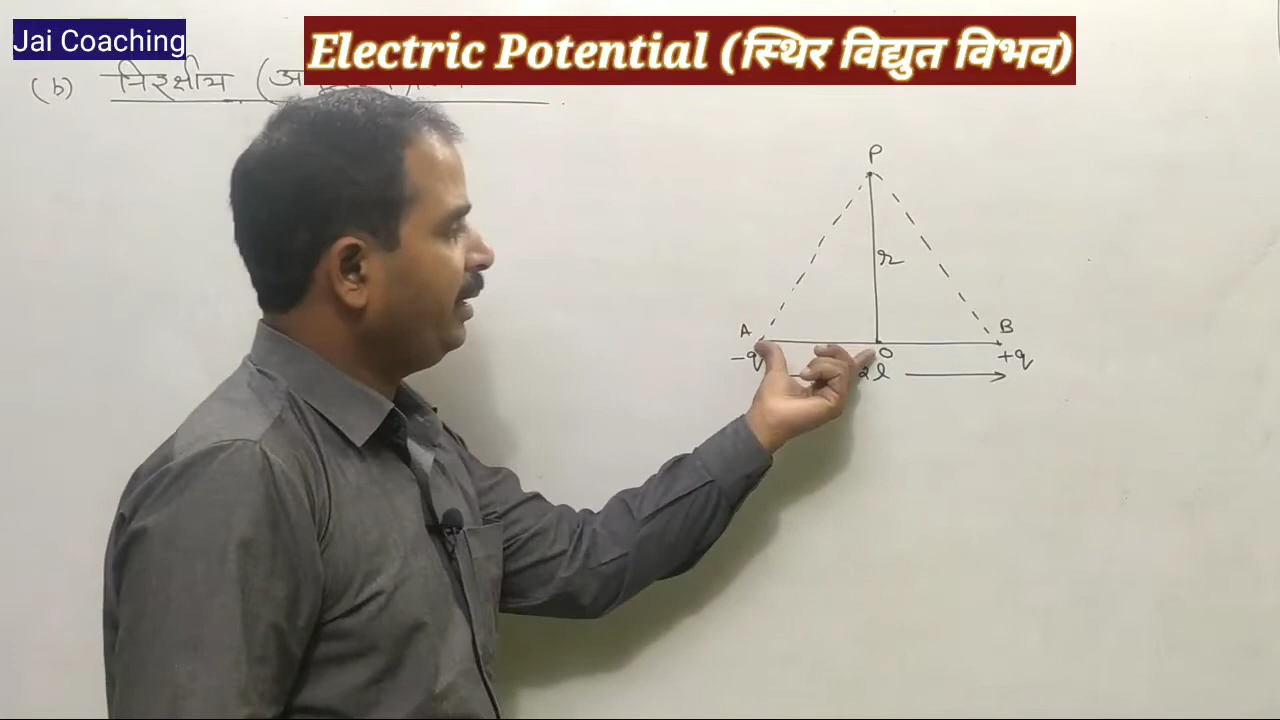 Jai Coaching
Electric Potential (स्थिर विद्युत विभव)
(b) निरक्षीय (
P
r
A
B
-q
O
+q
2l